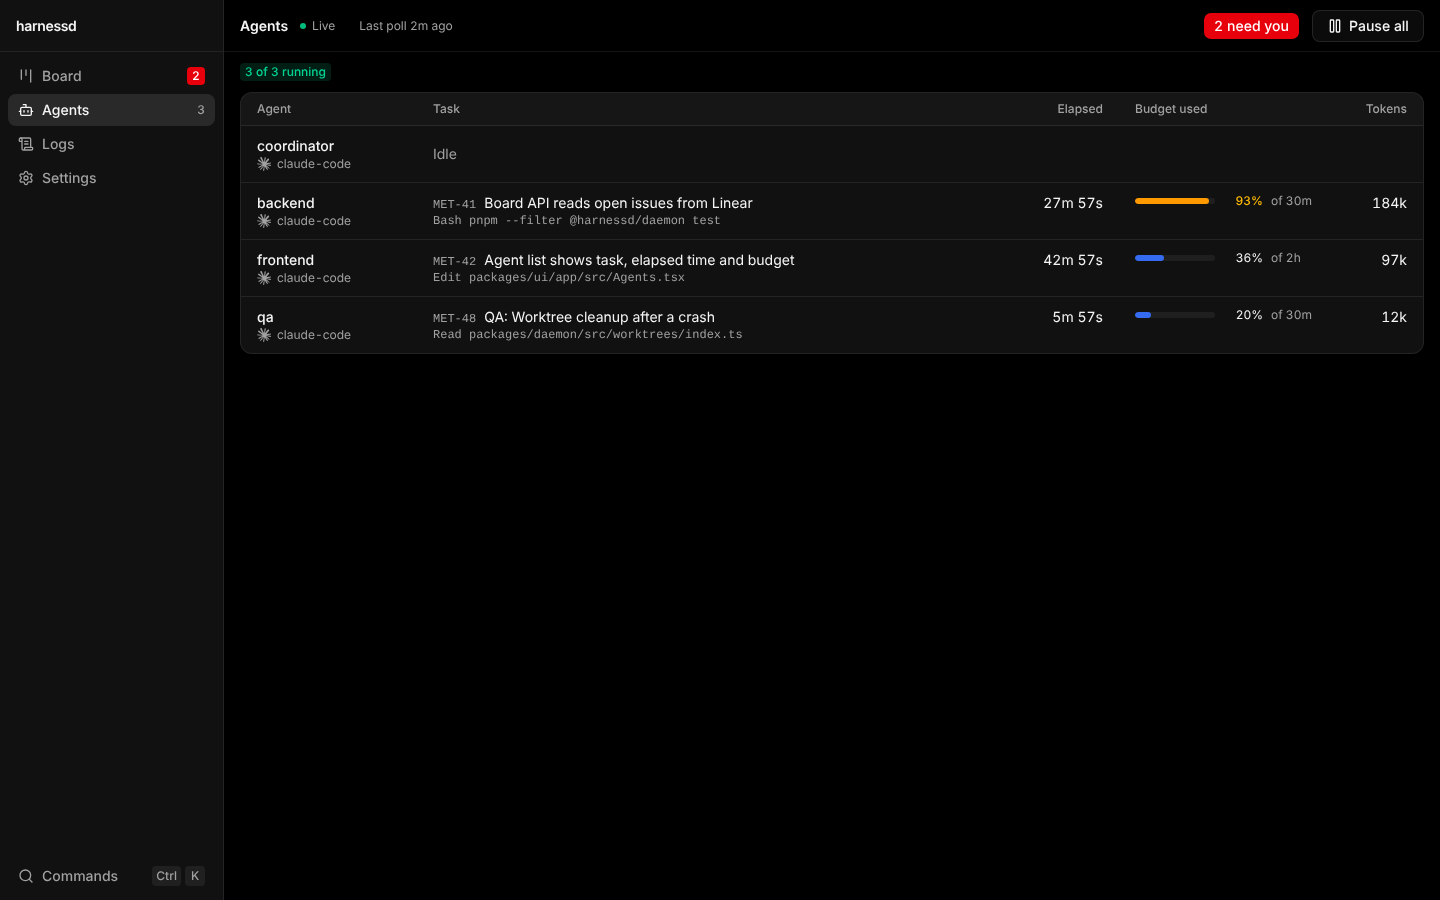 harnessd
Board 2
Agents 3
Logs
Settings
Commands Ctrl K
Agents Live Last poll 2m ago 2 need you Pause all
3 of 3 running
Agent Task Elapsed Budget used Tokens
coordinator
claude-code
Idle
backend
claude-code
MET-41 Board API reads open issues from Linear 27m 57s 93% of 30m 184k
Bash pnpm --filter @harnessd/daemon test
frontend
claude-code
MET-42 Agent list shows task, elapsed time and budget 42m 57s 36% of 2h 97k
Edit packages/ui/app/src/Agents.tsx
qa
claude-code
MET-48 QA: Worktree cleanup after a crash 5m 57s 20% of 30m 12k
Read packages/daemon/src/worktrees/index.ts